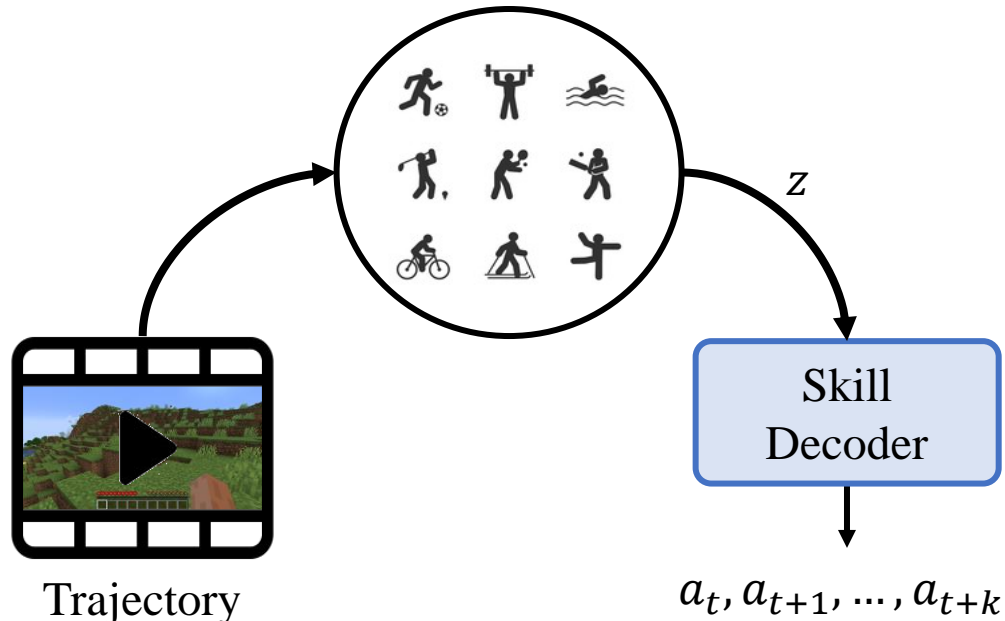 z
Skill
Decoder
Trajectory
a_t, a_{t+1}, ..., a_{t+k}